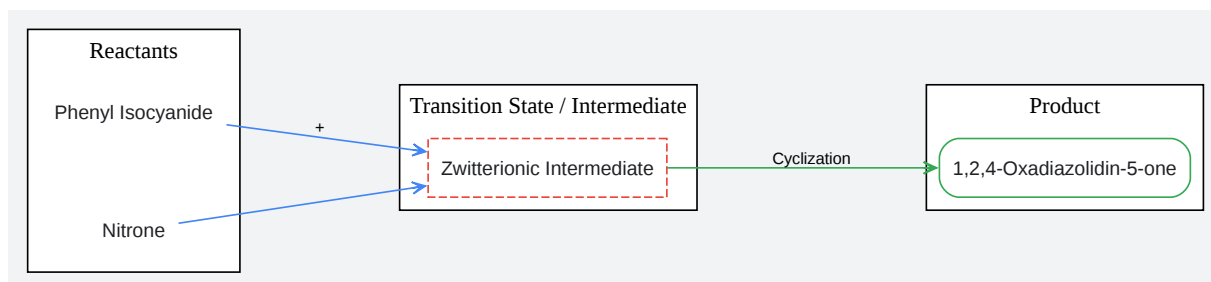 Reactants
Phenyl Isocyanide
Nitrone
+
Transition State / Intermediate
Zwitterionic Intermediate
Cyclization
Product
1,2,4-Oxadiazolidin-5-one